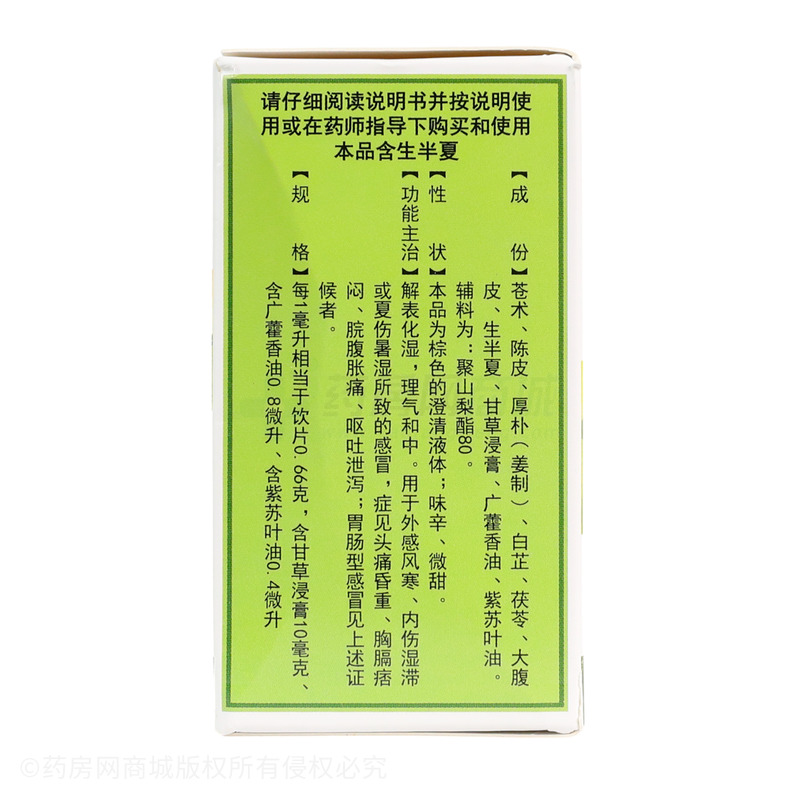 请仔细阅读说明书并按说明使
用或在药师指导下购买和使用
本品含生半夏
【成份】苍术、陈皮、厚朴(姜制)、白芷、茯苓、大腹
皮、生半夏、甘草浸膏、广藿香油、紫苏叶油。
辅料为:聚山梨酯80。
【性状】本品为棕色的澄清液体;味辛、微甜。
【功能主治】解表化湿,理气和中。用于外感风寒、内伤湿滞
或夏伤暑湿所致的感冒,症见头痛昏重、胸膈痞
闷、脘腹胀痛、呕吐泄泻;胃肠型感冒见上述证
候者。
【规格】每1毫升相当于饮片0.66克,含甘草浸膏10毫克、
含广藿香油0.8微升、含紫苏叶油0.4微升
药房网商城
©药房网商城版权所有侵权必究